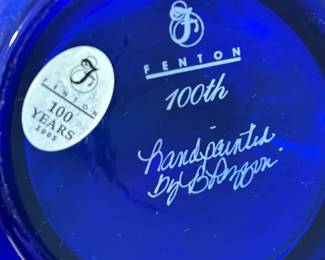 F
FENTON
100th
handpainted
by B
F
FENTON
100
YEARS
2005